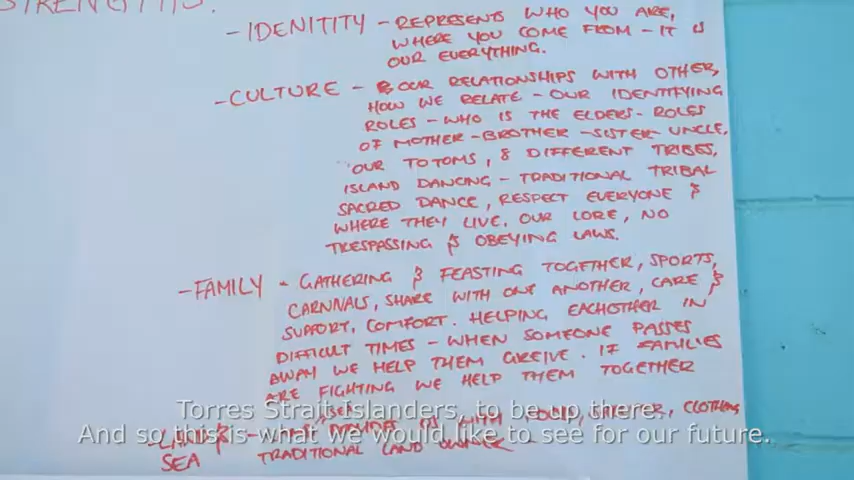 STRENGTHS.
- IDENITITY - REPRESENTS WHO YOU ARE,
WHERE YOU COME FROM - IT IS
OUR EVERYTHING.
- CULTURE - OUR RELATIONSHIPS WITH OTHER,
HOW WE RELATE - OUR IDENTIFYING
ROLES - WHO IS THE ELDERS - ROLES
OF MOTHER - BROTHER - SISTER - UNCLE,
OUR TOTOMS, & DIFFERENT TRIBES,
ISLAND DANCING - TRADITIONAL TRIBAL
SACRED DANCE, RESPECT EVERYONE &
WHERE THEY LIVE. OUR LORE, NO
TRESPASSING & OBEYING LAWS.
- FAMILY - GATHERING & FEASTING TOGETHER, SPORTS,
CARNIVALS, SHARE WITH ONE ANOTHER, CARE &
SUPPORT, COMFORT. HELPING EACHOTHER IN
DIFFICULT TIMES - WHEN SOMEONE PASSES
AWAY WE HELP THEM GREIVE. IF FAMILIES
ARE FIGHTING WE HELP THEM TOGETHER
- LAND & - US WITH FOOD, SHELTER, CLOTHING
SEA TRADITIONAL LAND OWNER
Torres Strait Islanders, to be up there.
And so this is what we would like to see for our future.